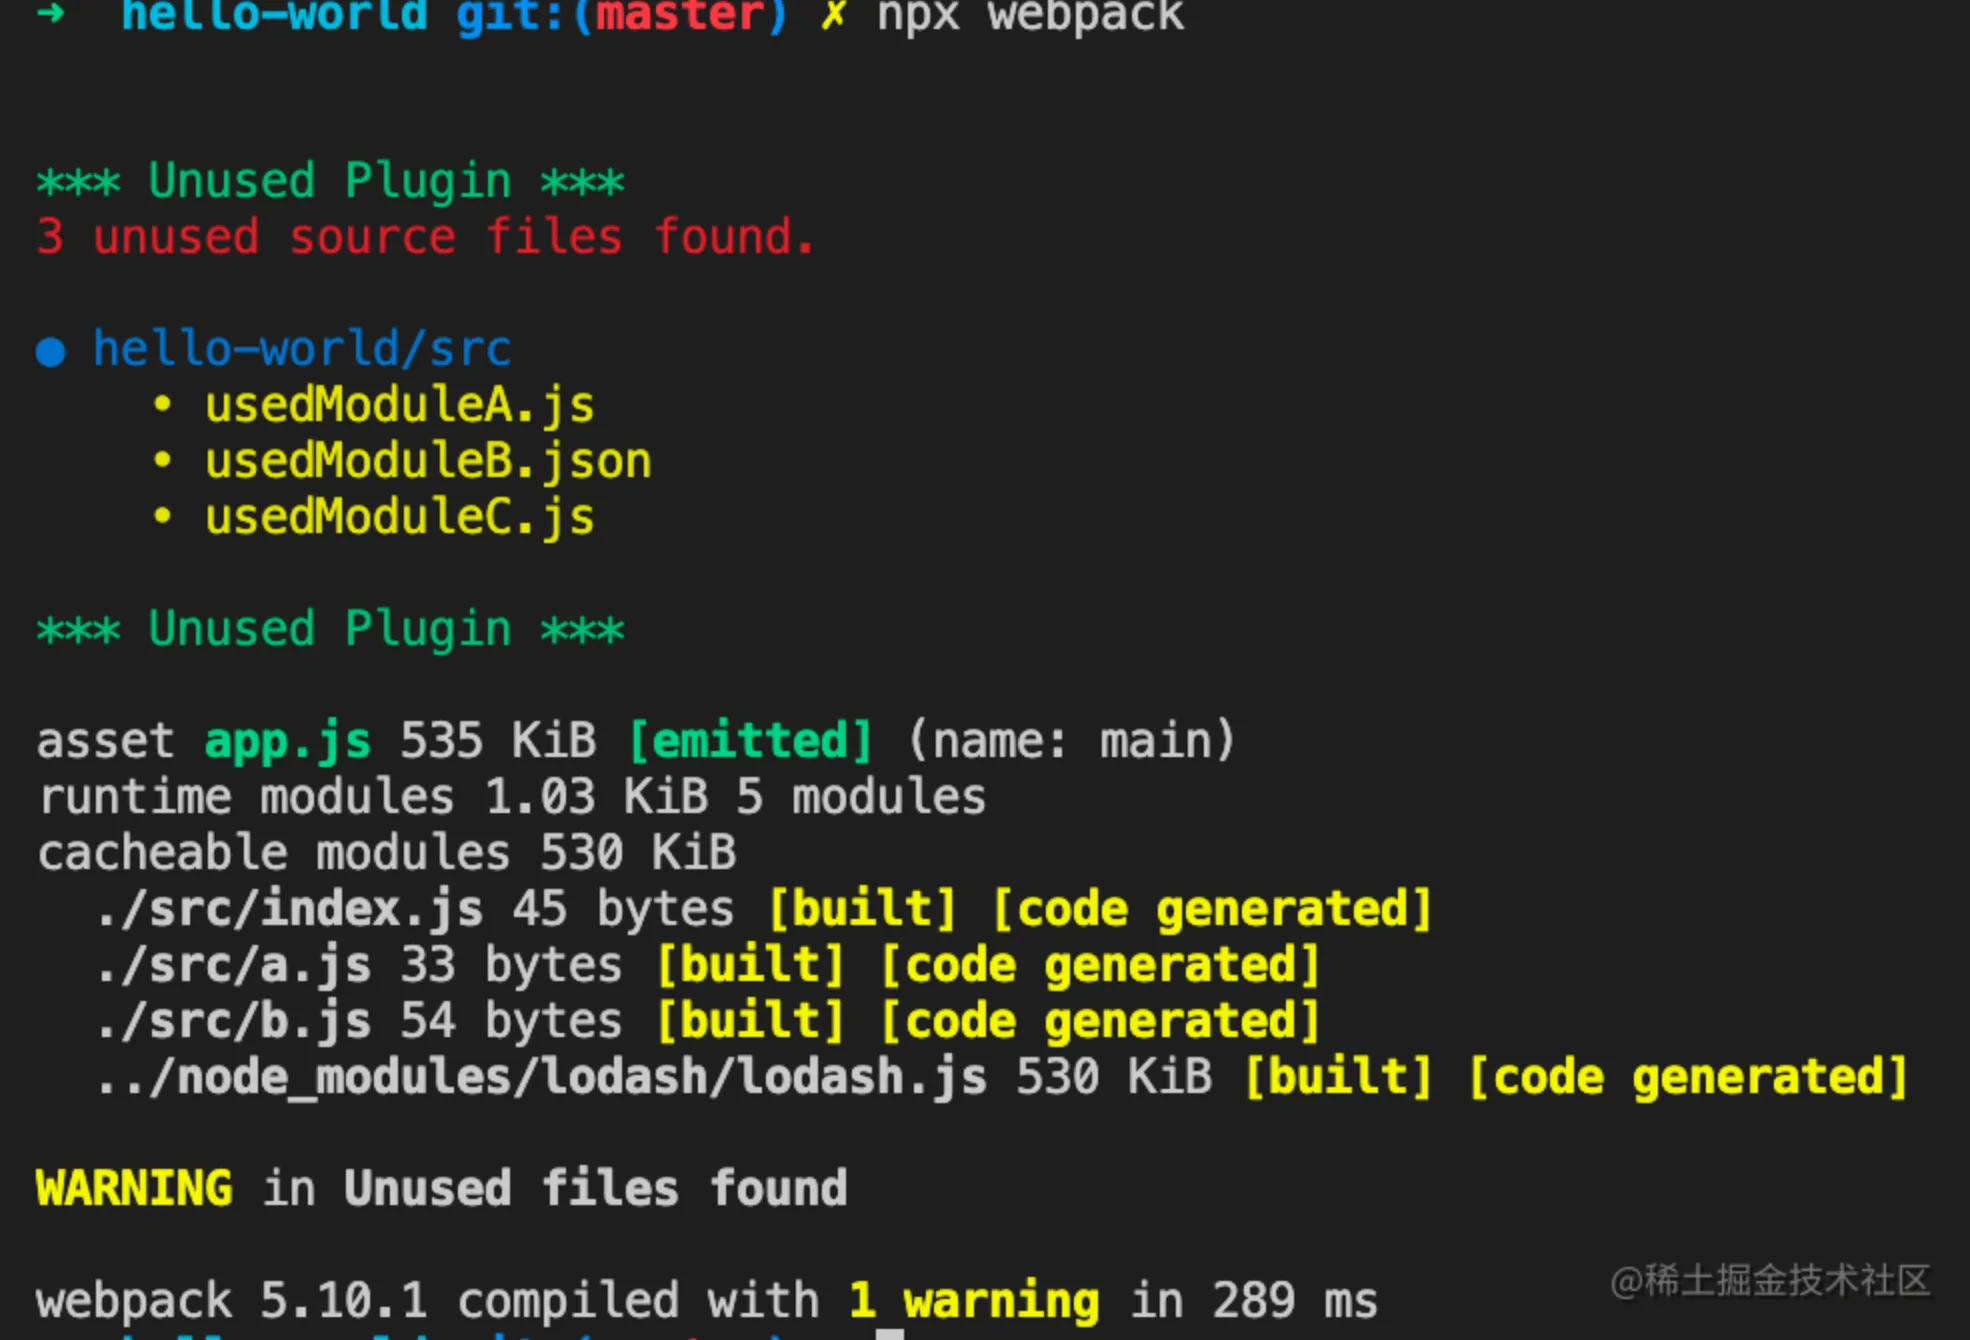 → hello-world git:(master) ✗ npx webpack
*** Unused Plugin ***
3 unused source files found.
● hello-world/src
• usedModuleA.js
• usedModuleB.json
• usedModuleC.js
*** Unused Plugin ***
asset app.js 535 KiB [emitted] (name: main)
runtime modules 1.03 KiB 5 modules
cacheable modules 530 KiB
./src/index.js 45 bytes [built] [code generated]
./src/a.js 33 bytes [built] [code generated]
./src/b.js 54 bytes [built] [code generated]
../node_modules/lodash/lodash.js 530 KiB [built] [code generated]
WARNING in Unused files found
webpack 5.10.1 compiled with 1 warning in 289 ms
@稀土掘金技术社区